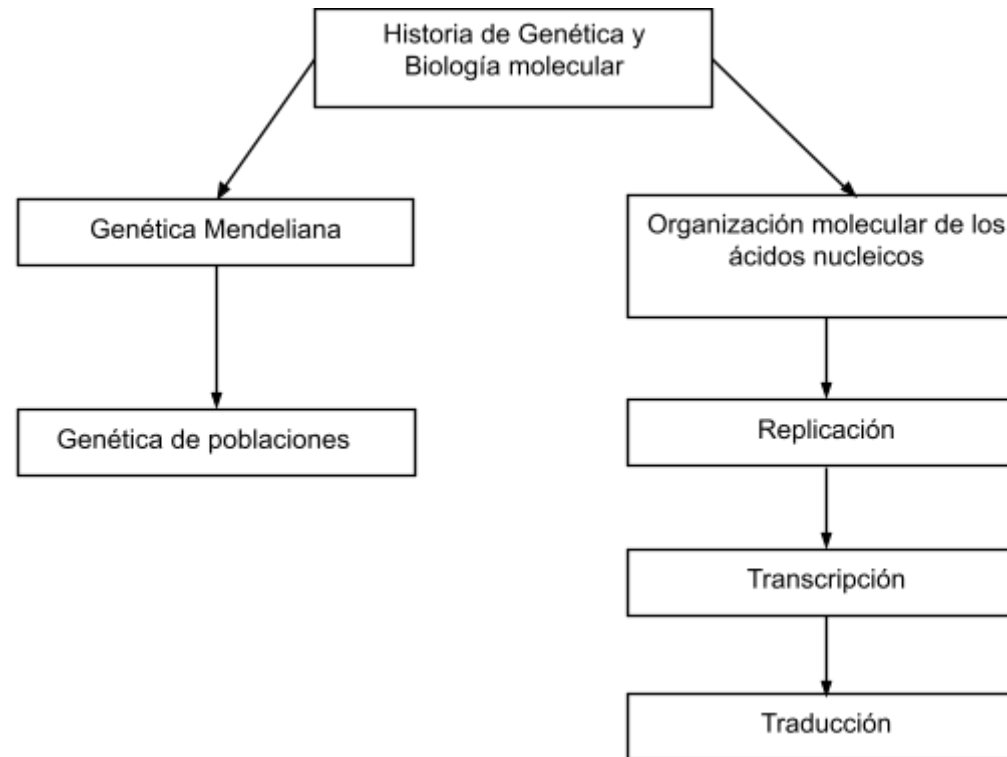 Historia de Genética y
Biología molecular
Genética Mendeliana
Organización molecular de los
ácidos nucleicos
Genética de poblaciones
Replicación
Transcripción
Traducción